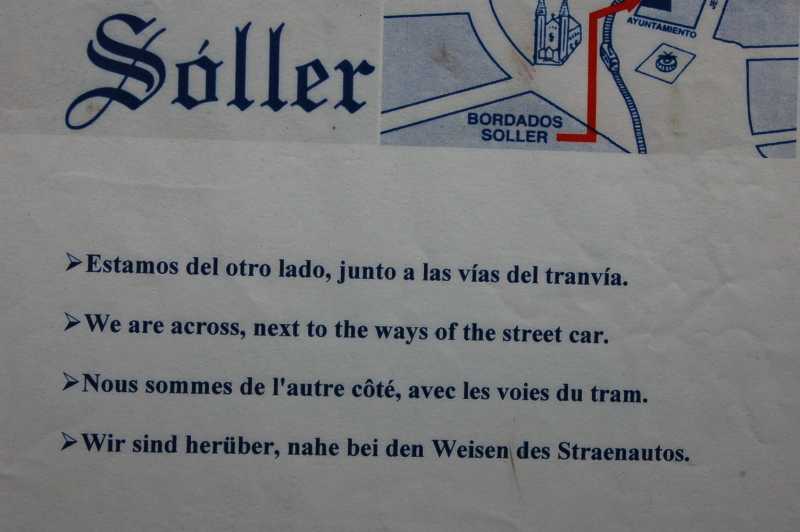 Sóller
AYUNTAMIENTO
BORDADOS
SOLLER
➢Estamos del otro lado, junto a las vías del tranvía.
➢We are across, next to the ways of the street car.
➢Nous sommes de l'autre côté, avec les voies du tram.
➢Wir sind herüber, nahe bei den Weisen des Straenautos.